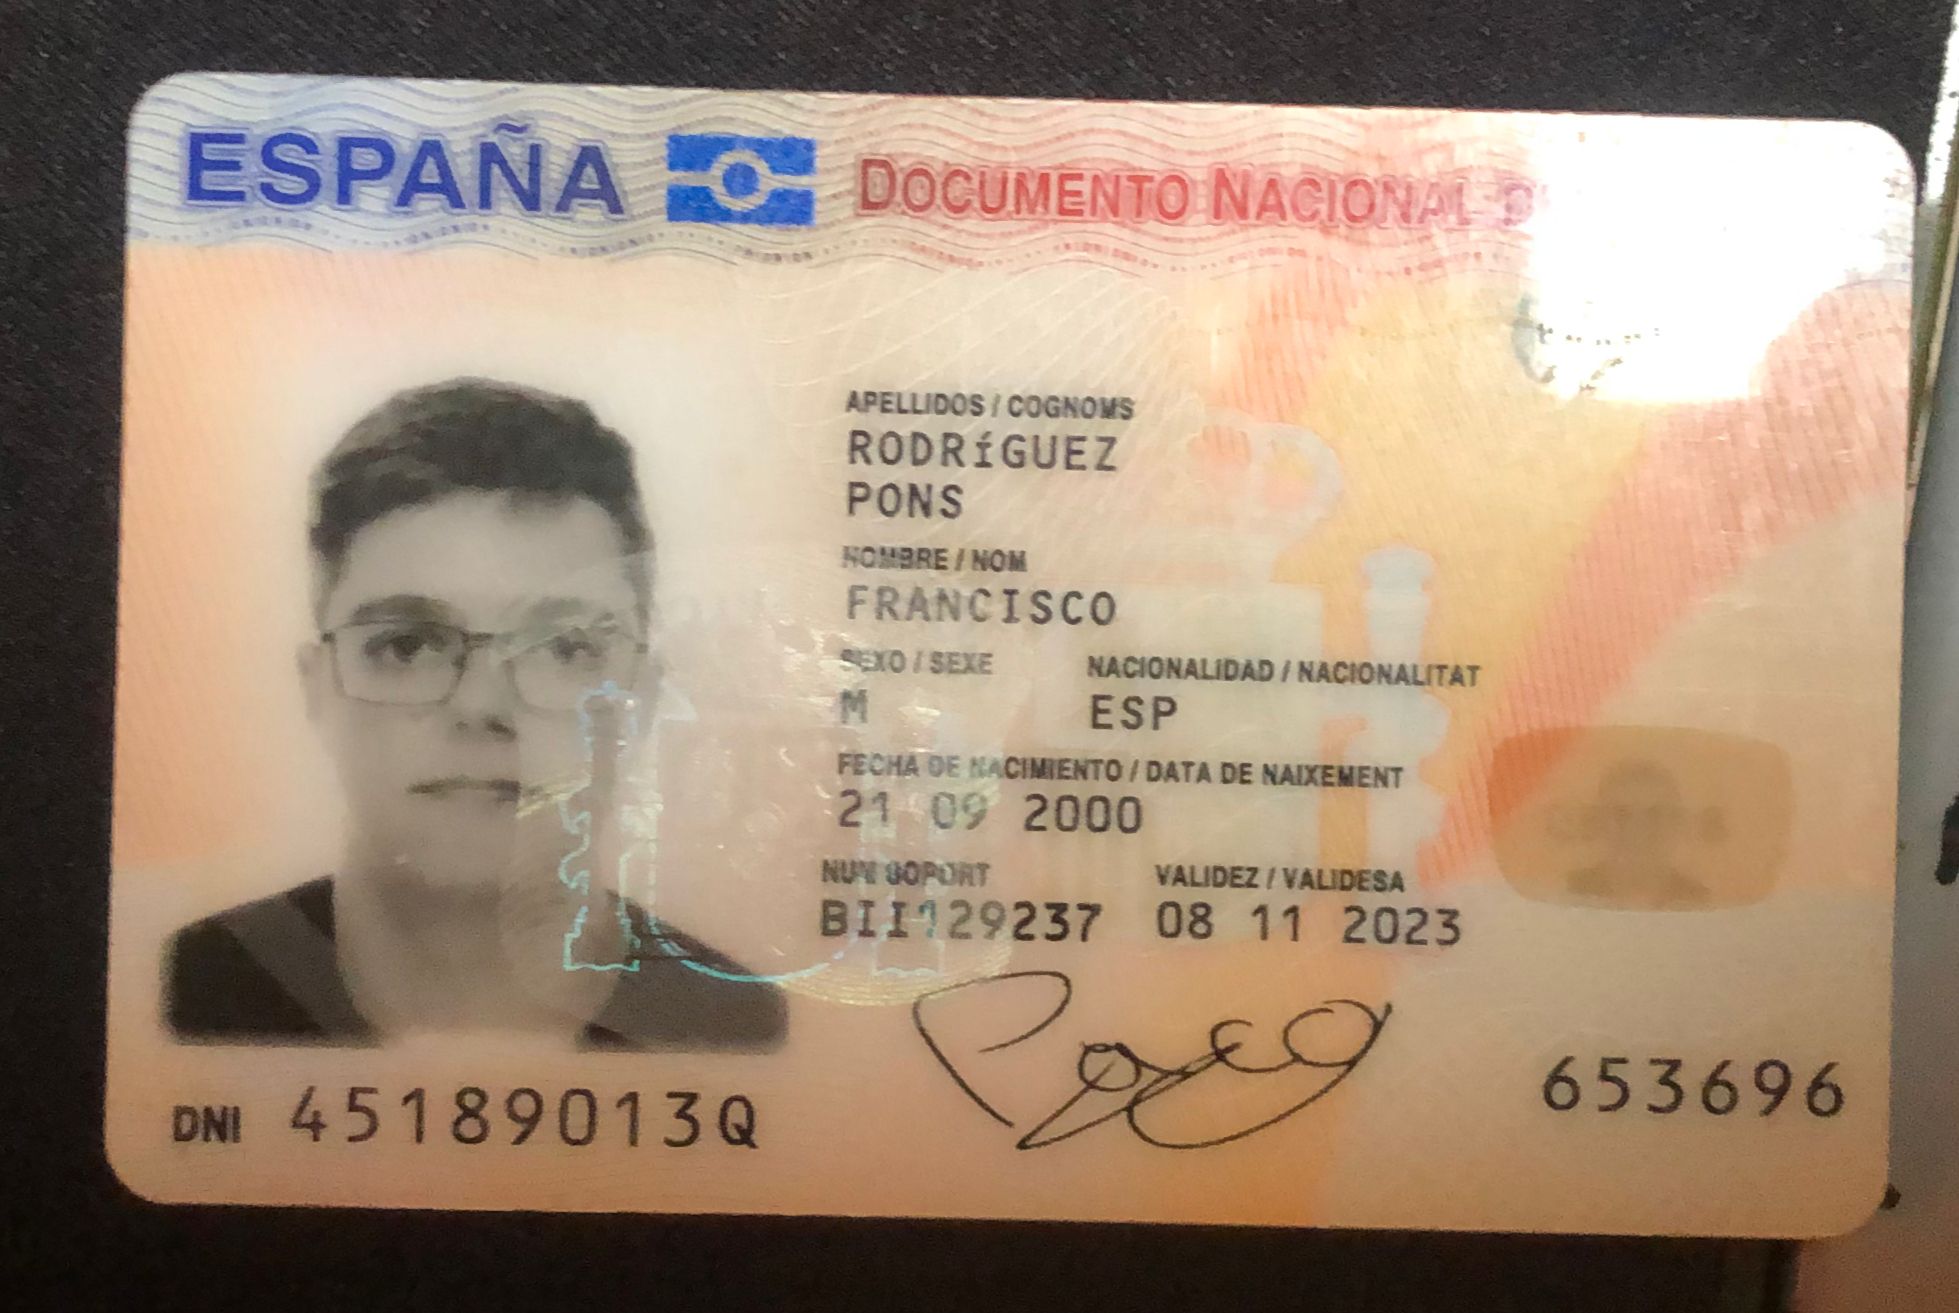 ESPAÑA DOCUMENTO NACIONAL D
APELLIDOS / COGNOMS
RODRíGUEZ
PONS
NOMBRE / NOM
FRANCISCO
SEXO / SEXE NACIONALIDAD / NACIONALITAT
M ESP
FECHA DE NACIMIENTO / DATA DE NAIXEMENT
21 09 2000
NUM SOPORT VALIDEZ / VALIDESA
BII129237 08 11 2023
Paco
DNI 45189013Q 653696